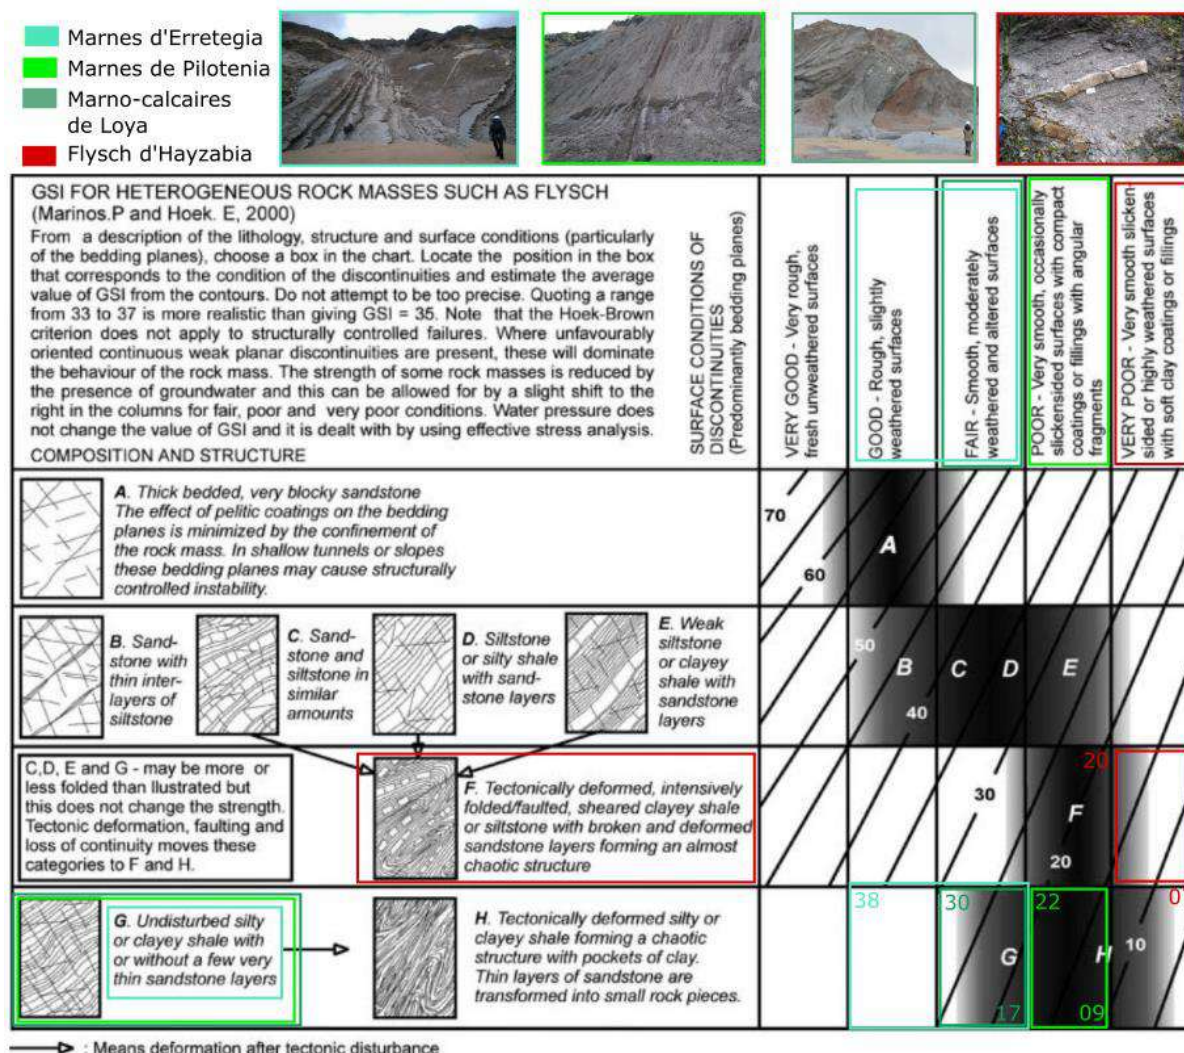 Marnes d'Erretegia
Marnes de Pilotenia
Marno-calcaires
de Loya
Flysch d'Hayzabia
GSI FOR HETEROGENEOUS ROCK MASSES SUCH AS FLYSCH
(Marinos.P and Hoek. E, 2000)
From a description of the lithology, structure and surface conditions (particularly
of the bedding planes), choose a box in the chart. Locate the position in the box
that corresponds to the condition of the discontinuities and estimate the average
value of GSI from the contours. Do not attempt to be too precise. Quoting a range
from 33 to 37 is more realistic than giving GSI = 35. Note that the Hoek-Brown
criterion does not apply to structurally controlled failures. Where unfavourably
oriented continuous weak planar discontinuities are present, these will dominate
the behaviour of the rock mass. The strength of some rock masses is reduced by
the presence of groundwater and this can be allowed for by a slight shift to the
right in the columns for fair, poor and very poor conditions. Water pressure does
not change the value of GSI and it is dealt with by using effective stress analysis.
COMPOSITION AND STRUCTURE
SURFACE CONDITIONS OF
DISCONTINUITIES
(Predominantly bedding planes)
VERY GOOD - Very rough,
fresh unweathered surfaces
GOOD - Rough, slightly
weathered surfaces
FAIR - Smooth, moderately
weathered and altered surfaces
POOR - Very smooth, occasionally
slickensided surfaces with compact
coatings or fillings with angular
fragments
VERY POOR - Very smooth slicken-
sided or highly weathered surfaces
with soft clay coatings or fillings
A. Thick bedded, very blocky sandstone
The effect of pelitic coatings on the bedding
planes is minimized by the confinement of
the rock mass. In shallow tunnels or slopes
these bedding planes may cause structurally
controlled instability.
70
60
A
B. Sand-
stone with
thin inter-
layers of
siltstone
C. Sand-
stone and
siltstone in
similar
amounts
D. Siltstone
or silty shale
with sand-
stone layers
E. Weak
siltstone
or clayey
shale with
sandstone
layers
50
B
C
D
E
40
C,D, E and G - may be more or
less folded than llustrated but
this does not change the strength.
Tectonic deformation, faulting and
loss of continuity moves these
categories to F and H.
F. Tectonically deformed, intensively
folded/faulted, sheared clayey shale
or siltstone with broken and deformed
sandstone layers forming an almost
chaotic structure
20
30
F
20
0
G. Undisturbed silty
or clayey shale with
or without a few very
thin sandstone layers
H. Tectonically deformed silty or
clayey shale forming a chaotic
structure with pockets of clay.
Thin layers of sandstone are
transformed into small rock pieces.
38
30
22
G
H
10
17
09
: Means deformation after tectonic disturbance